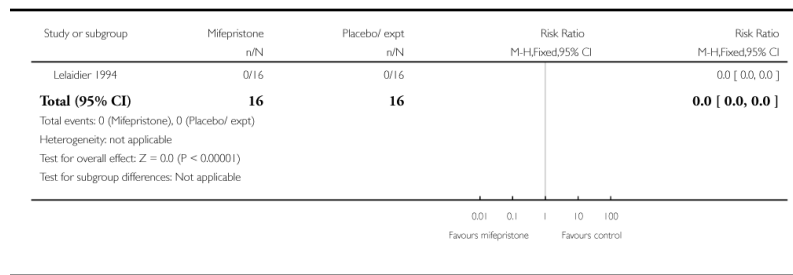 Study or subgroup Mifepristone Placebo/ expt Risk Ratio Risk Ratio
n/N n/N M-H,Fixed,95% CI M-H,Fixed,95% CI
Lelaidier 1994 0/16 0/16 0.0 [ 0.0, 0.0 ]
Total (95% CI) 16 16 0.0 [ 0.0, 0.0 ]
Total events: 0 (Mifepristone), 0 (Placebo/ expt)
Heterogeneity: not applicable
Test for overall effect: Z = 0.0 (P < 0.00001)
Test for subgroup differences: Not applicable
0.01 0.1 1 10 100
Favours mifepristone Favours control